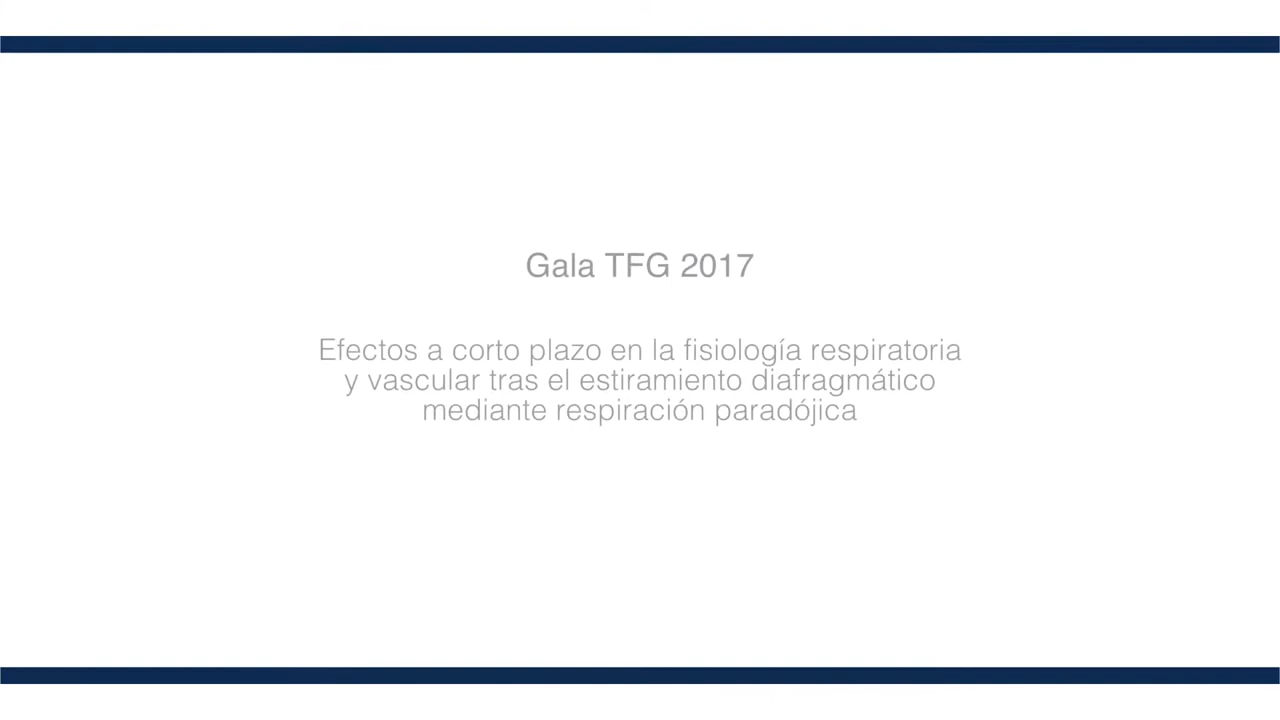 Gala TFG 2017
Efectos a corto plazo en la fisiología respiratoria
y vascular tras el estiramiento diafragmático
mediante respiración paradójica